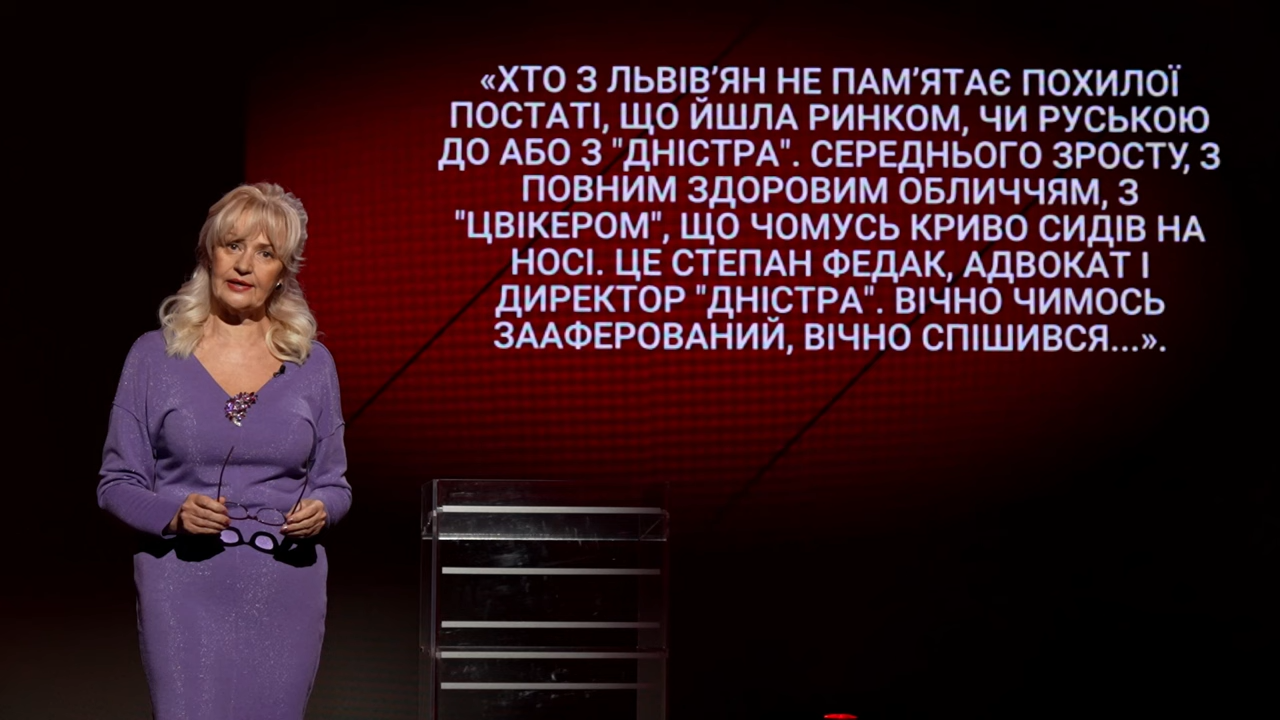 «ХТО З ЛЬВІВ’ЯН НЕ ПАМ’ЯТАЄ ПОХИЛОЇ
ПОСТАТІ, ЩО ЙШЛА РИНКОМ, ЧИ РУСЬКОЮ
ДО АБО З "ДНІСТРА". СЕРЕДНЬОГО ЗРОСТУ, З
ПОВНИМ ЗДОРОВИМ ОБЛИЧЧЯМ, З
"ЦВІКЕРОМ", ЩО ЧОМУСЬ КРИВО СИДІВ НА
НОСІ. ЦЕ СТЕПАН ФЕДАК, АДВОКАТ І
ДИРЕКТОР "ДНІСТРА". ВІЧНО ЧИМОСЬ
ЗААФЕРОВАНИЙ, ВІЧНО СПІШИВСЯ...».